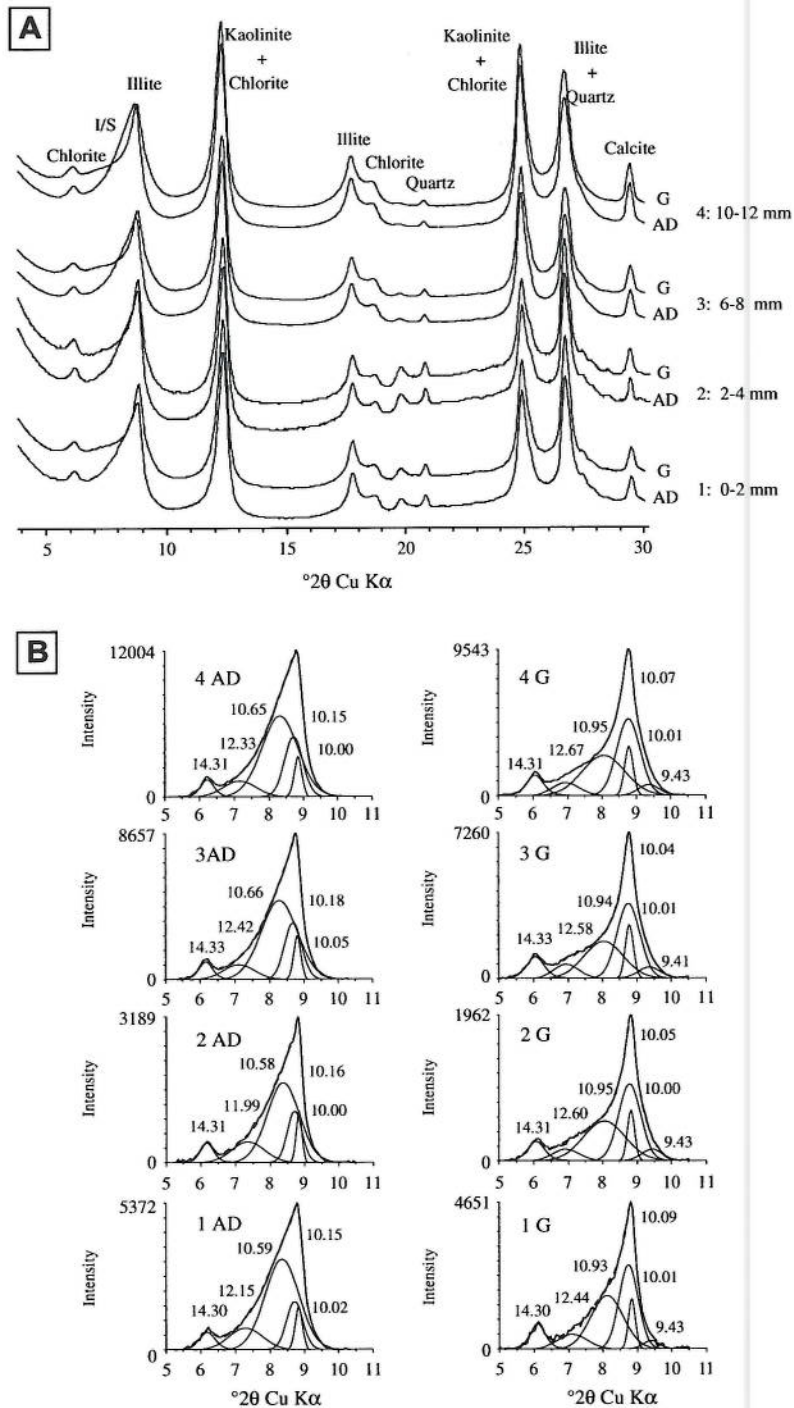 A
Kaolinite
+
Chlorite
Kaolinite
+
Chlorite
Illite
+
Quartz
Illite
I/S
Chlorite
Illite
Chlorite
Quartz
Calcite
G
AD
4: 10-12 mm
G
AD
3: 6-8 mm
G
AD
2: 2-4 mm
G
AD
1: 0-2 mm
5 10 15 20 25 30
°2θ Cu Kα
B
12004
4 AD
Intensity
10.65
10.15
12.33
10.00
14.31
0
5 6 7 8 9 10 11
9543
4 G
Intensity
10.07
10.95
10.01
12.67
14.31
9.43
0
5 6 7 8 9 10 11
8657
3AD
Intensity
10.66
10.18
12.42
10.05
14.33
0
5 6 7 8 9 10 11
7260
3 G
Intensity
10.04
10.94
10.01
12.58
14.33
9.41
0
5 6 7 8 9 10 11
3189
2 AD
Intensity
10.58
10.16
11.99
10.00
14.31
0
5 6 7 8 9 10 11
1962
2 G
Intensity
10.05
10.95
10.00
12.60
14.31
9.43
0
5 6 7 8 9 10 11
5372
1 AD
Intensity
10.15
10.59
12.15
10.02
14.30
0
5 6 7 8 9 10 11
°2θ Cu Kα
4651
1 G
Intensity
10.09
10.93
10.01
12.44
14.30
9.43
0
5 6 7 8 9 10 11
°2θ Cu Kα